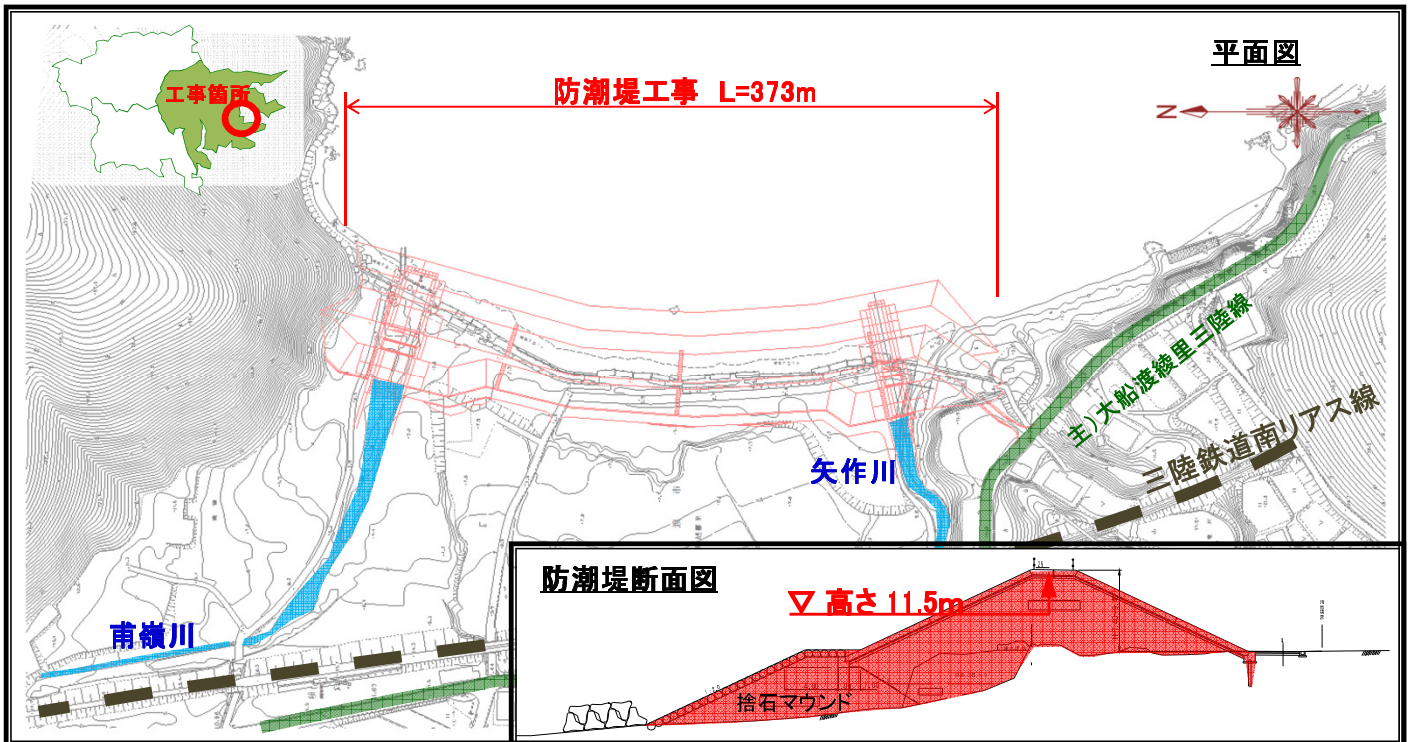 平面図
工事箇所
防潮堤工事 L=373m
N
主)大船渡綾里三陸線
三陸鉄道南リアス線
矢作川
甫嶺川
防潮堤断面図
▽ 高さ 11.5m
捨石マウンド